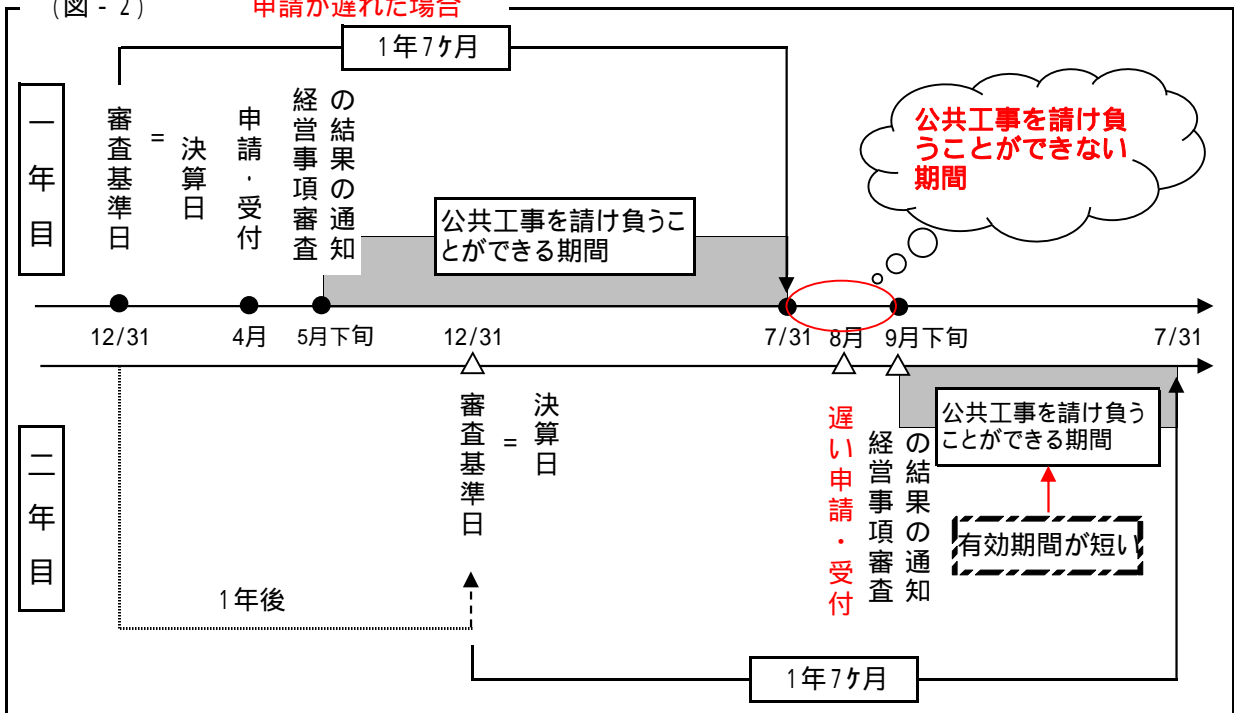 (図 - 2)
申請が遅れた場合
1年7ケ月
一年目
審査基準日
=
決算日
申請・受付
経営事項審査
の結果の通知
公共工事を請け負うこ
とができる期間
公共工事を請け負
うことができない
期間
12/31
4月
5月下旬
12/31
7/31
8月
9月下旬
7/31
二年目
審査基準日
=
決算日
遅い申請・受付
経営事項審査
の結果の通知
公共工事を請け負う
ことができる期間
有効期間が短い
1年後
1年7ケ月